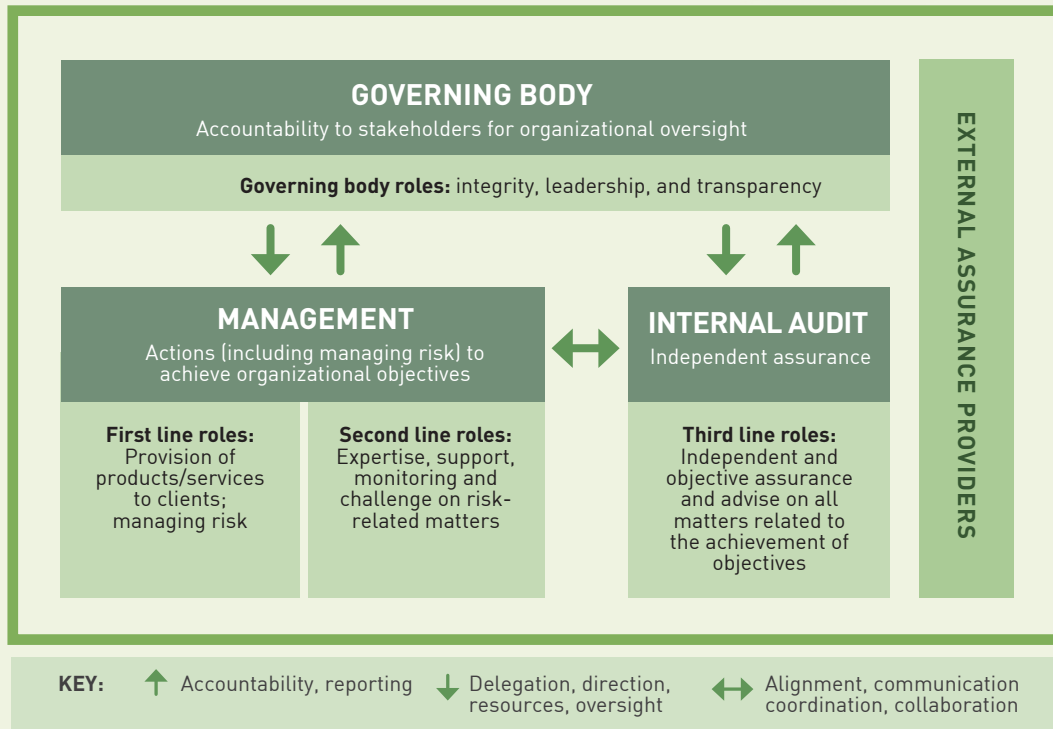 GOVERNING BODY
Accountability to stakeholders for organizational oversight
Governing body roles: integrity, leadership, and transparency
MANAGEMENT
Actions (including managing risk) to
achieve organizational objectives
First line roles:
Provision of
products/services
to clients;
managing risk
Second line roles:
Expertise, support,
monitoring and
challenge on risk-
related matters
INTERNAL AUDIT
Independent assurance
Third line roles:
Independent and
objective assurance
and advise on all
matters related to
the achievement of
objectives
EXTERNAL ASSURANCE PROVIDERS
KEY:
Accountability, reporting
Delegation, direction,
resources, oversight
Alignment, communication
coordination, collaboration